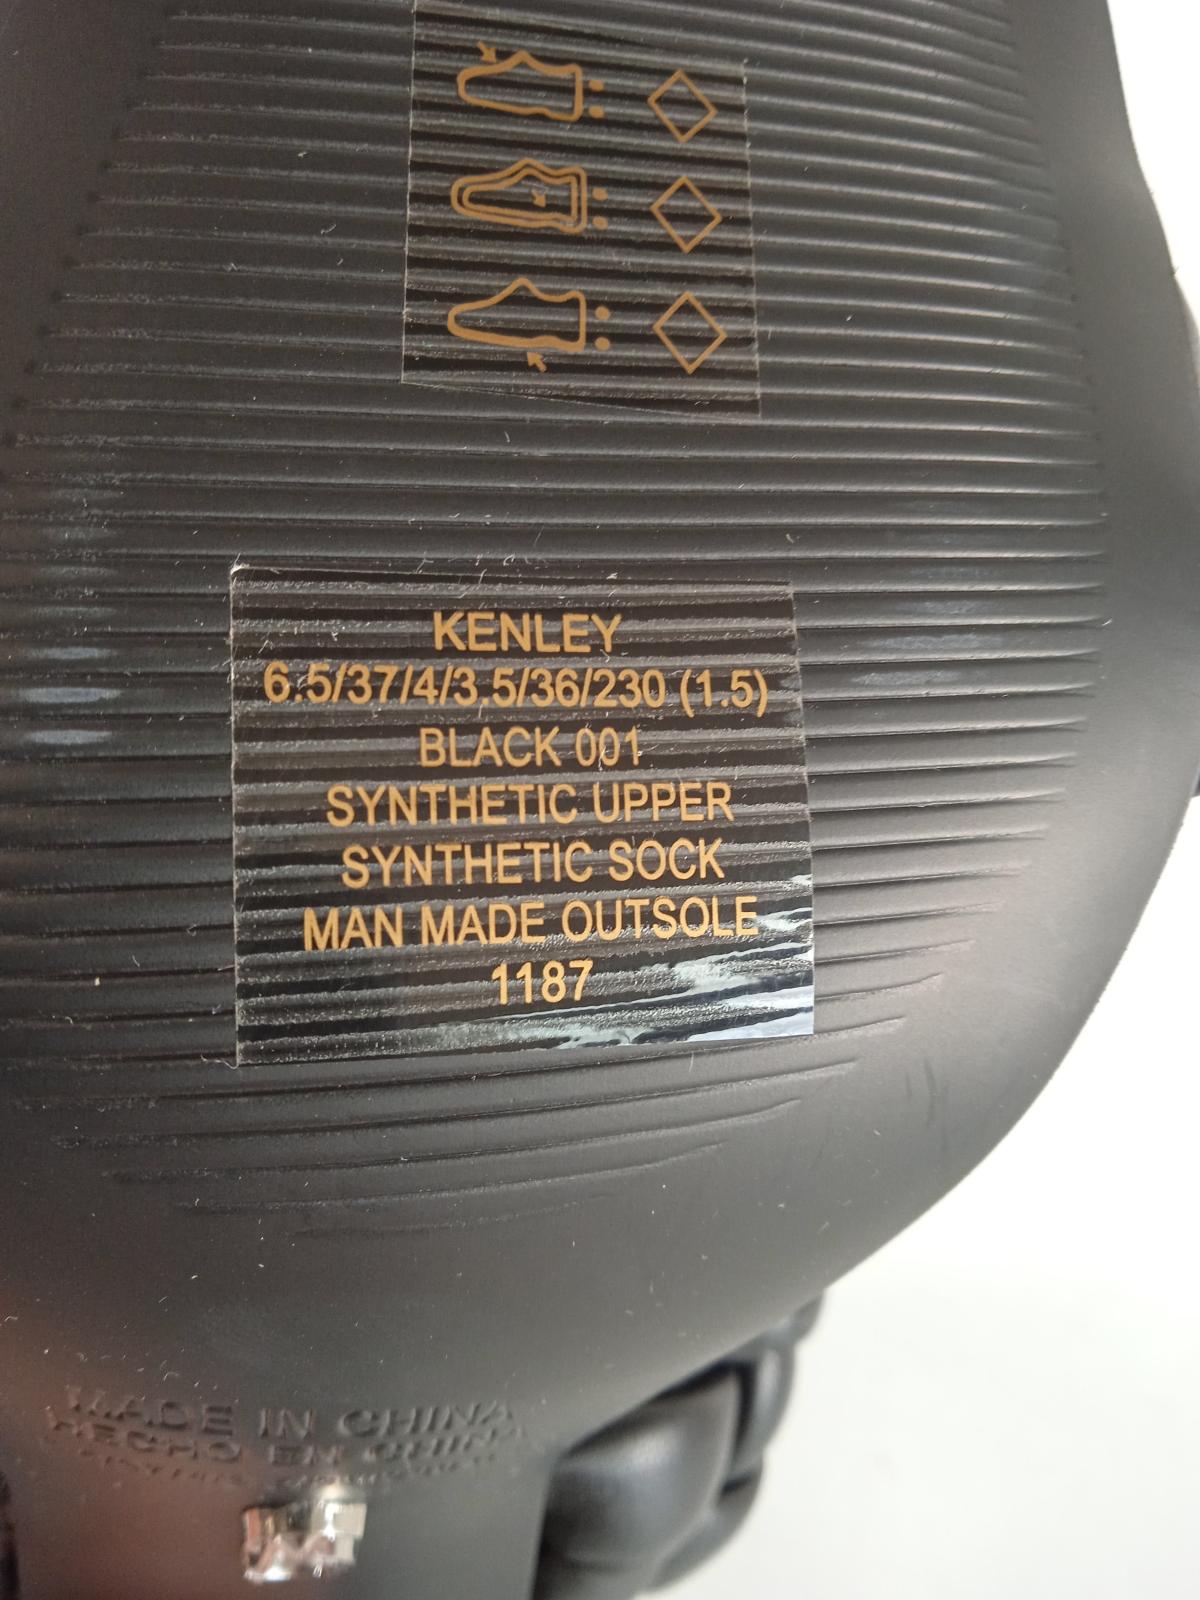 KENLEY
6.5/37/4/3.5/36/230 (1.5)
BLACK 001
SYNTHETIC UPPER
SYNTHETIC SOCK
MAN MADE OUTSOLE
1187
MADE IN CHINA
HECHO EN CHINA